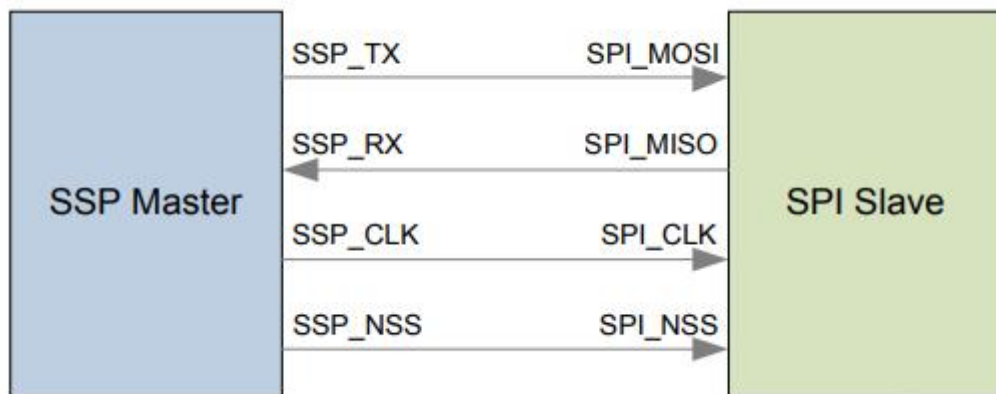 SSP_TX SPI_MOSI
SSP_RX SPI_MISO
SSP Master SPI Slave
SSP_CLK SPI_CLK
SSP_NSS SPI_NSS